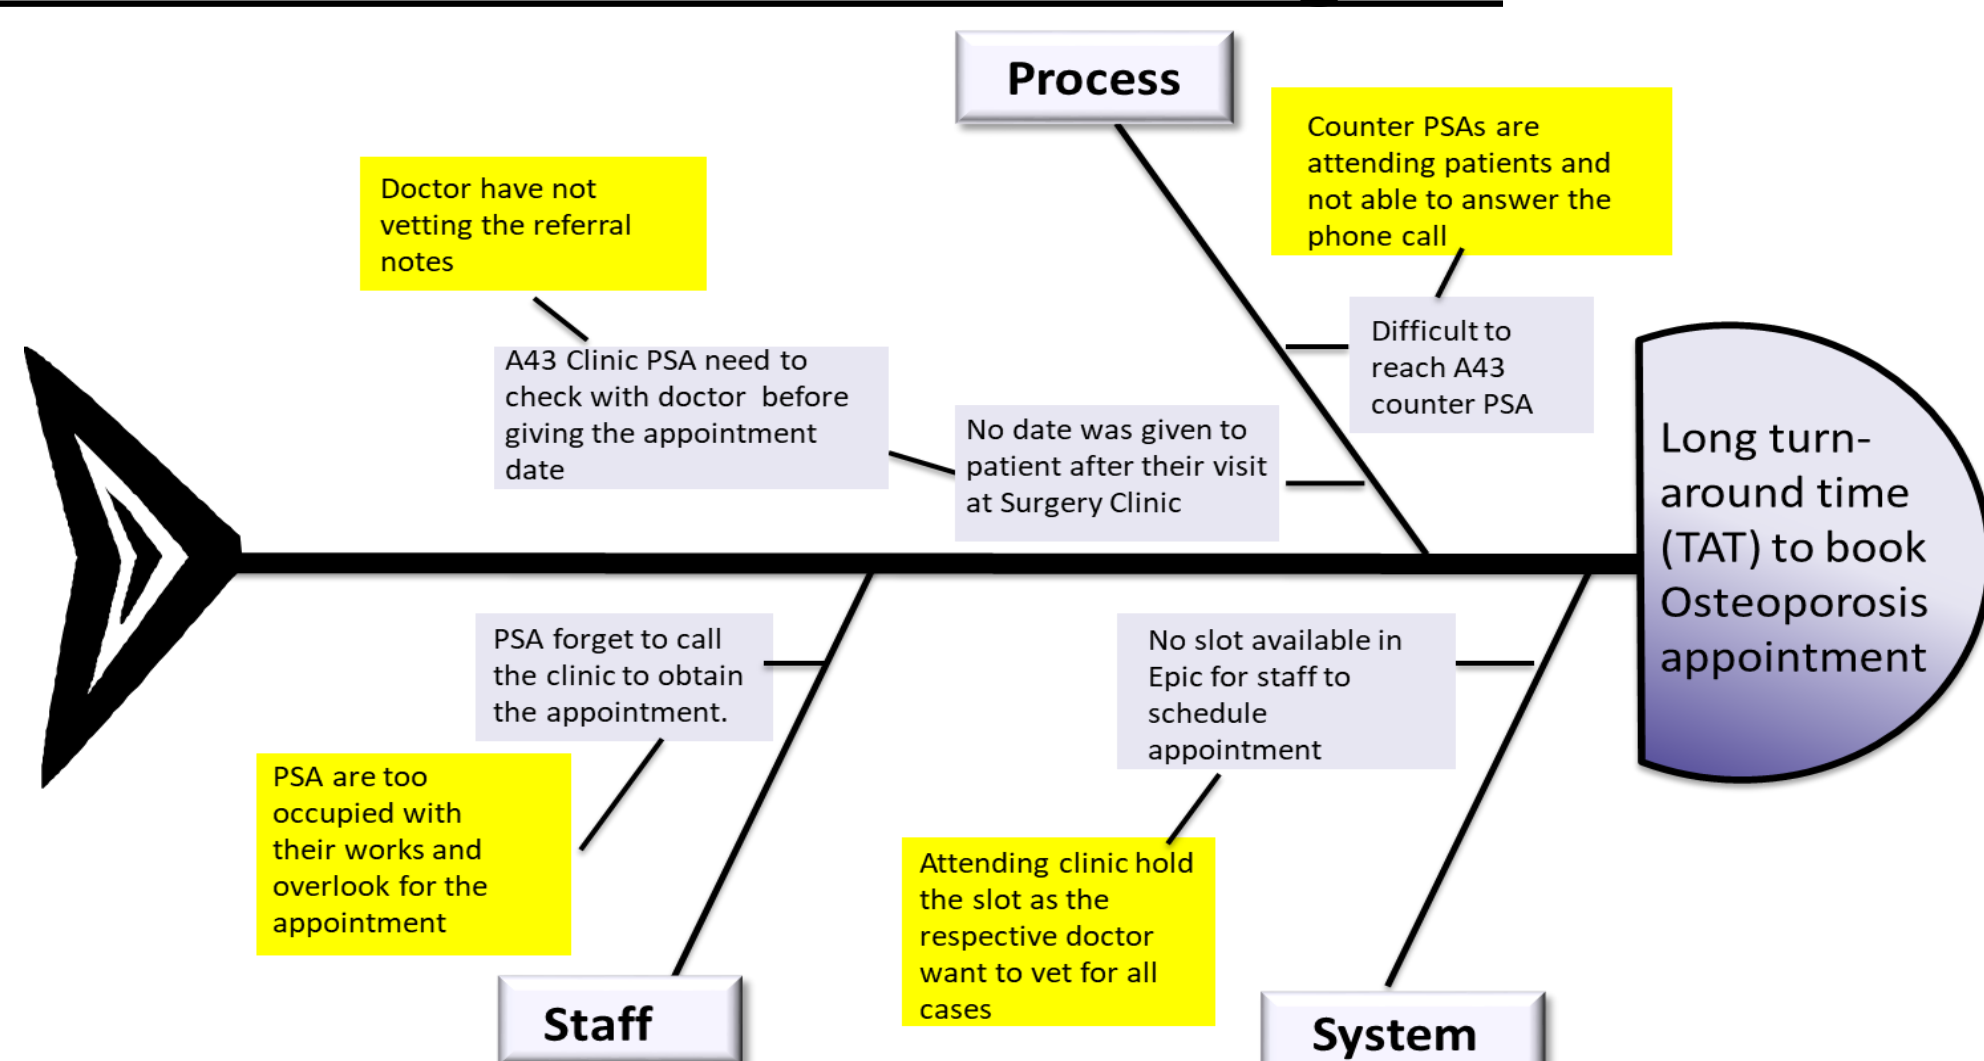 Process
Counter PSAs are
attending patients and
not able to answer the
phone call
Doctor have not
vetting the referral
notes
Difficult to
reach A43
counter PSA
A43 Clinic PSA need to
check with doctor before
giving the appointment
date
No date was given to
patient after their visit
at Surgery Clinic
Long turn-
around time
(TAT) to book
Osteoporosis
appointment
PSA forget to call
the clinic to obtain
the appointment.
No slot available in
Epic for staff to
schedule
appointment
PSA are too
occupied with
their works and
overlook for the
appointment
Attending clinic hold
the slot as the
respective doctor
want to vet for all
cases
Staff
System